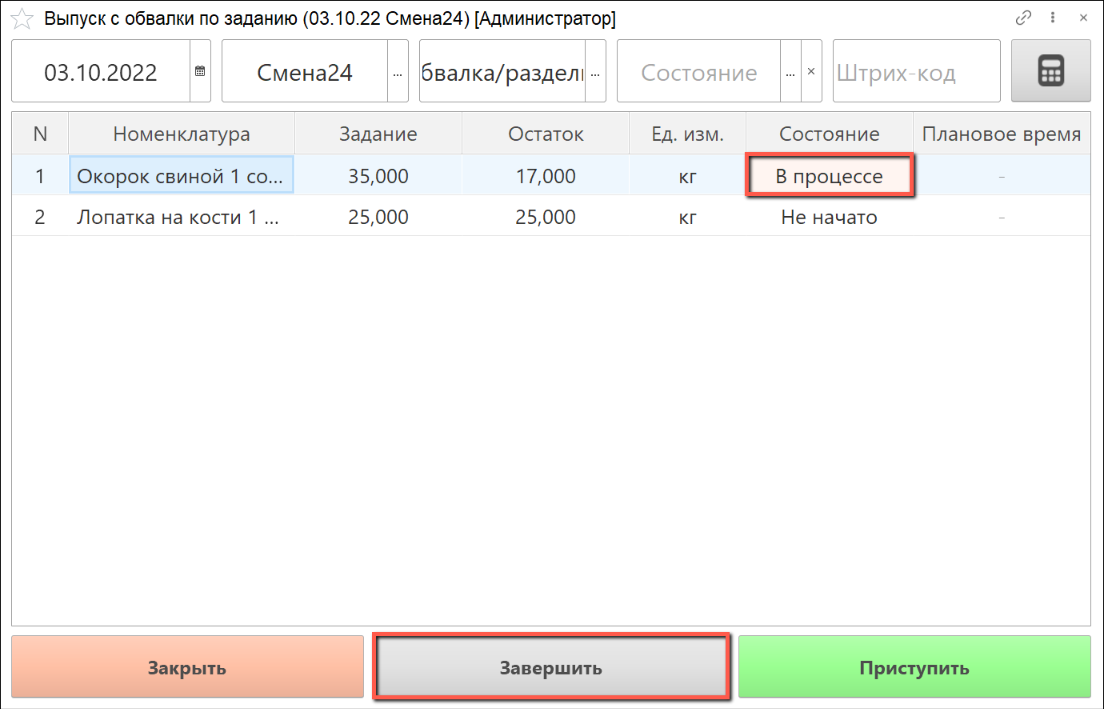 Выпуск с обвалки по заданию (03.10.22 Смена24) [Администратор]
03.10.2022 Смена24 ... бвалка/раздел ... Состояние ... × Штрих-код
N Номенклатура Задание Остаток Ед. изм. Состояние Плановое время
1 Окорок свиной 1 со... 35,000 17,000 кг В процессе -
2 Лопатка на кости 1 ... 25,000 25,000 кг Не начато -
Закрыть Завершить Приступить